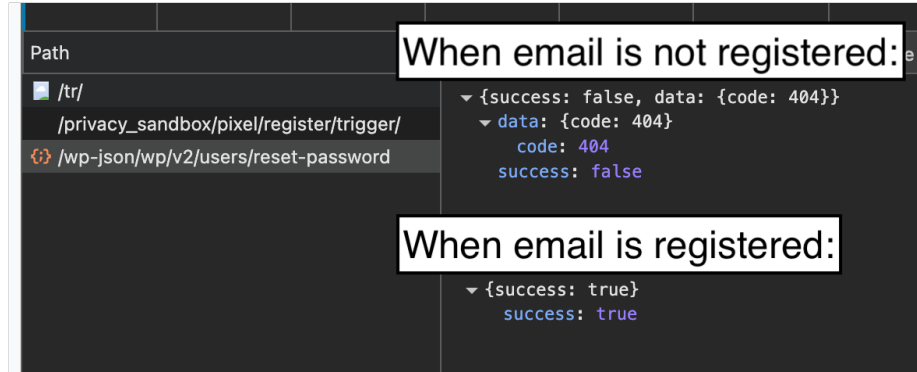 Path
When email is not registered:
/tr/
{success: false, data: {code: 404}}
/privacy_sandbox/pixel/register/trigger/
data: {code: 404}
code: 404
/wp-json/wp/v2/users/reset-password
success: false
When email is registered:
{success: true}
success: true